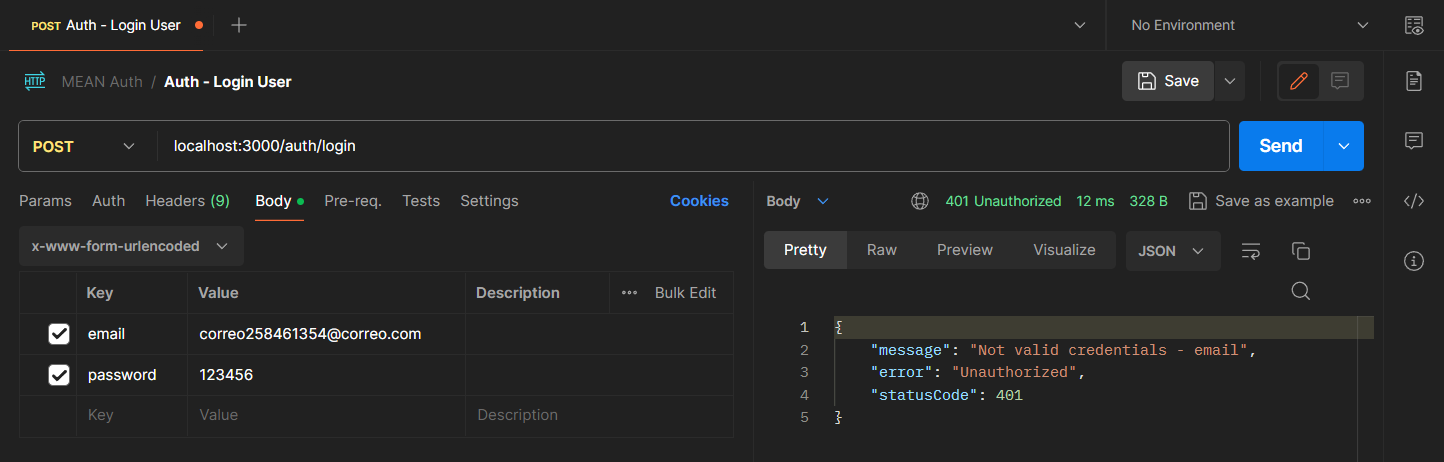 POST Auth - Login User
No Environment
HTTP MEAN Auth / Auth - Login User
Save
POST localhost:3000/auth/login
Send
Params Auth Headers (9) Body Pre-req. Tests Settings Cookies
x-www-form-urlencoded
Key Value Description Bulk Edit
email correo258461354@correo.com
password 123456
Key Value Description
Body 401 Unauthorized 12 ms 328 B Save as example
Pretty Raw Preview Visualize JSON
1 {
2 "message": "Not valid credentials - email",
3 "error": "Unauthorized",
4 "statusCode": 401
5 }